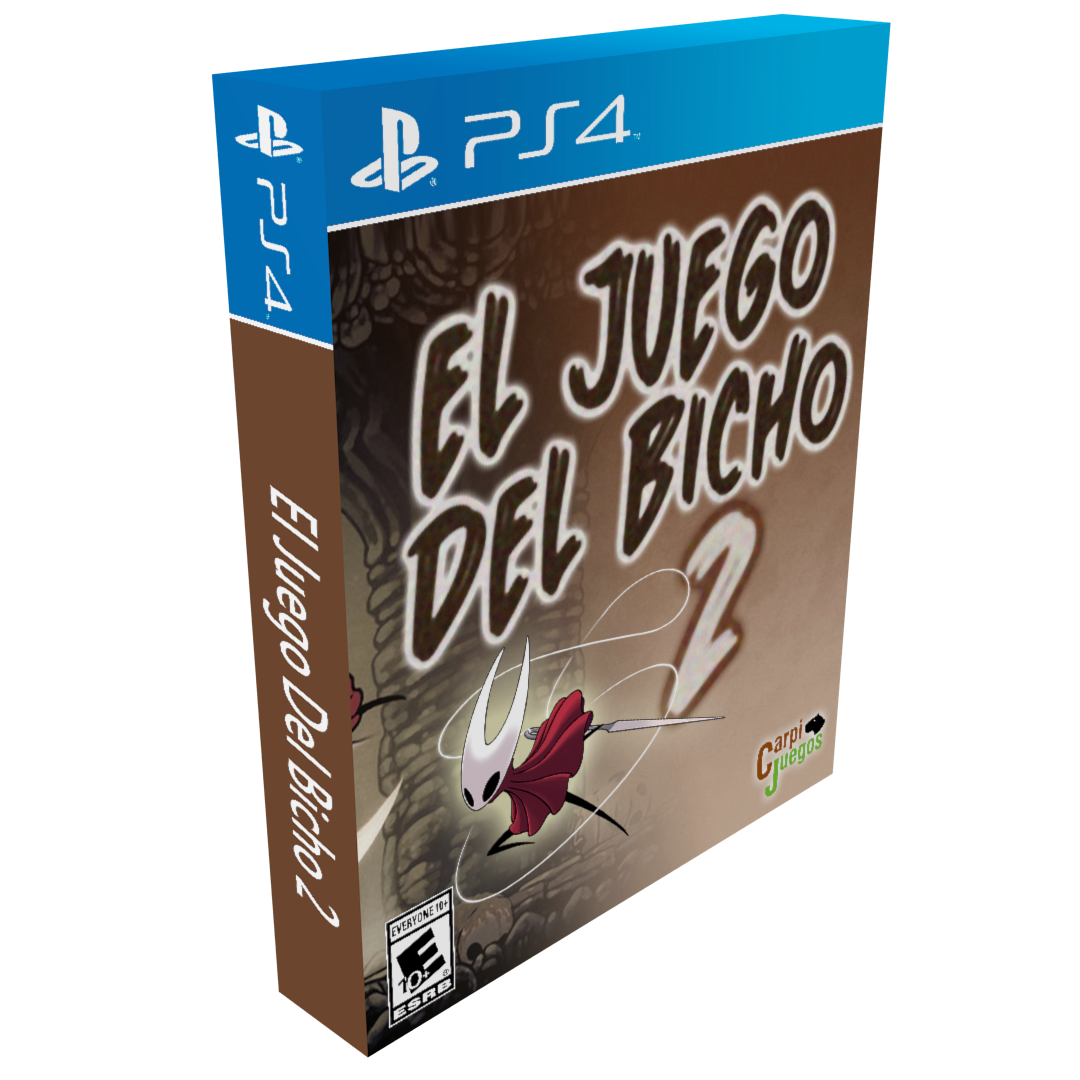 PS4
PS4
EL JUEGO
DEL BICHO
2
El Juego Del Bicho 2
Carpi
Juegos
EVERYONE 10+
E
10+
ESRB